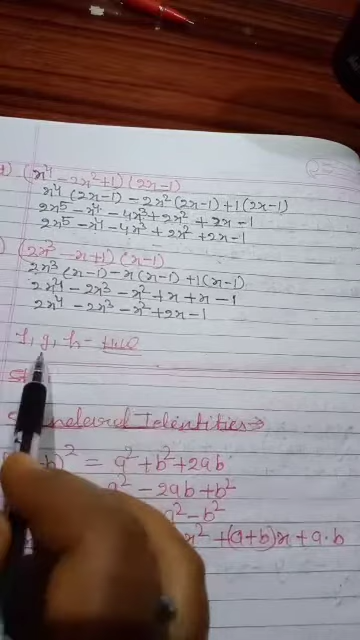 (x⁴ - 2x² + 1) (2x - 1)
x⁴ (2x - 1) - 2x² (2x - 1) + 1 (2x - 1)
2x⁵ - x⁴ - 4x³ + 2x² + 2x - 1
2x⁵ - x⁴ - 4x³ + 2x² + 2x - 1
(2x³ - x + 1) (x - 1)
2x³ (x - 1) - x (x - 1) + 1 (x - 1)
2x⁴ - 2x³ - x² + x + x - 1
2x⁴ - 2x³ - x² + 2x - 1
f, g, h - true
Standered Identities →
b)² = a² + b² + 2ab
a² - 2ab + b²
a² - b²
x² + (a + b)x + a · b